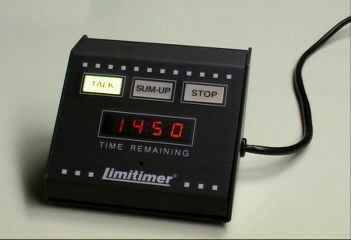 TALK SUM-UP STOP
14:50
TIME REMAINING
Limitimer®